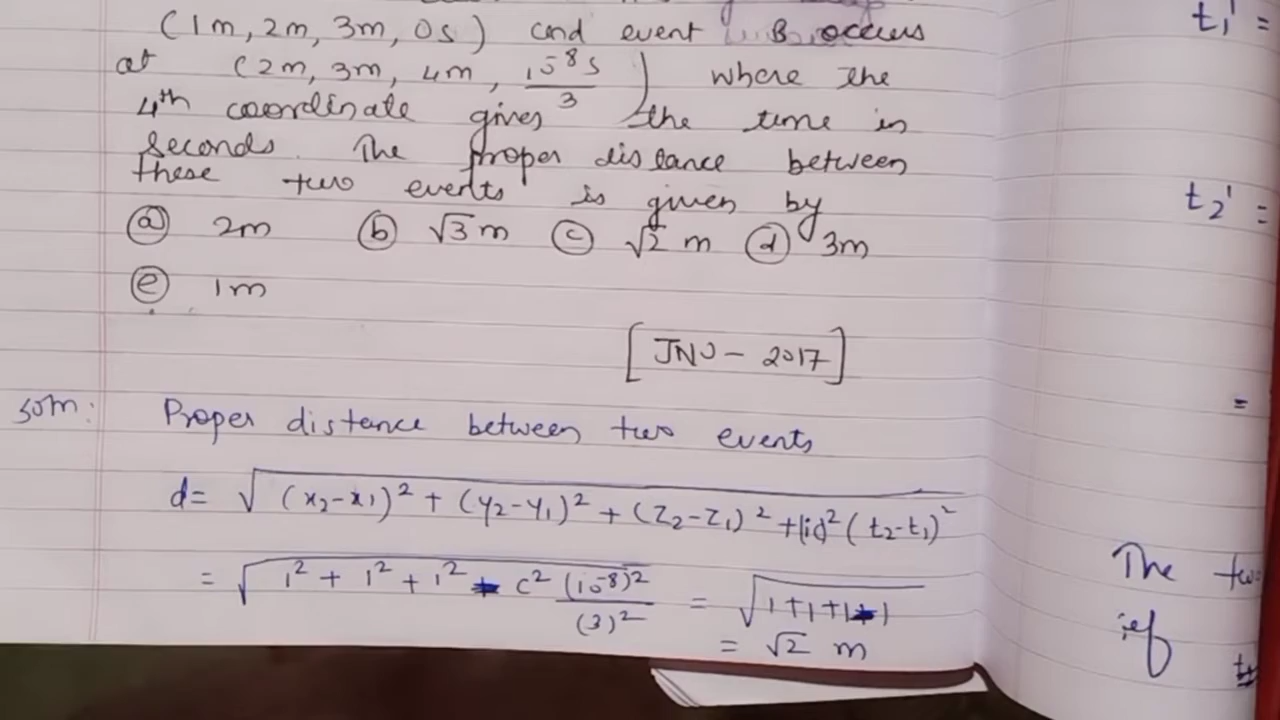 (1m, 2m, 3m, 0s) and event B occurs
at (2m, 3m, 4m, 10⁻⁸s/3) where the
4th coordinate gives the time in
seconds. The proper distance between
these two events is given by
(a) 2m (b) √3 m (c) √2 m (d) 3m
(e) 1m
[JNU - 2017]
Som: Proper distance between two events
d = √((x₂-x₁)² + (y₂-y₁)² + (z₂-z₁)² + (ic)² (t₂-t₁)²)
= √(1² + 1² + 1² - c² (10⁻⁸)²/(3)²) = √(1+1+1-1)
= √2 m
t₁' =
t₂' =
=
The